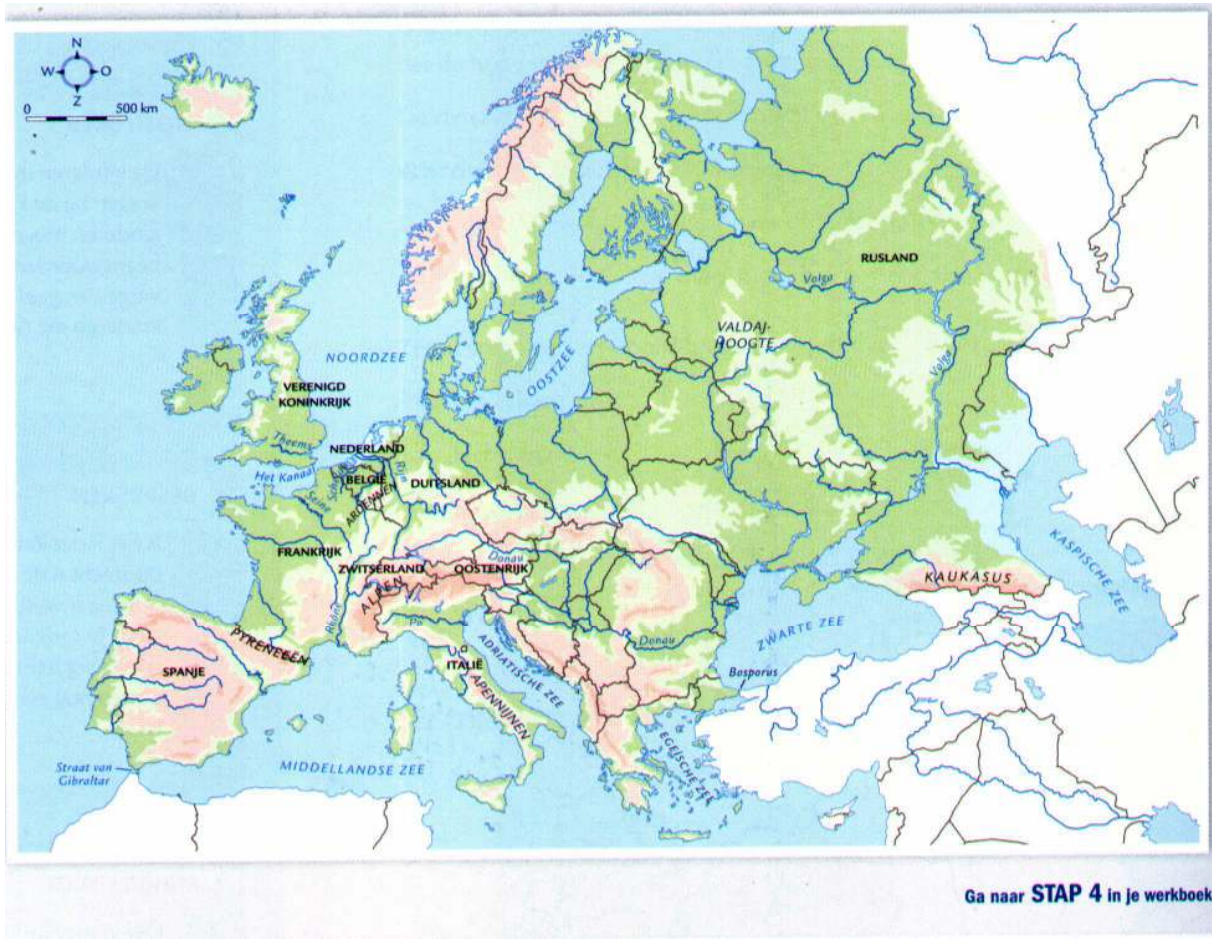 N
W O
Z
0 500 km
RUSLAND
Volga
VALDAJ-
HOOGTE
Volga
NOORDZEE
OOSTZEE
VERENIGD
KONINKRIJK
Theems
NEDERLAND
Het Kanaal
BELGIË
Rijn
DUITSLAND
Seine
ARDENNEN
FRANKRIJK
ZWITSERLAND
Donau
OOSTENRIJK
ALPEN
KAUKASUS
KASPISCHE ZEE
Rhône
Po
ZWARTE ZEE
Donau
PYRENEEËN
SPANJE
ITALIË
ADRIATISCHE ZEE
APENNIJNEN
Bosporus
EGEÏSCHE ZEE
Straat van
Gibraltar
MIDDELLANDSE ZEE
Ga naar STAP 4 in je werkboek